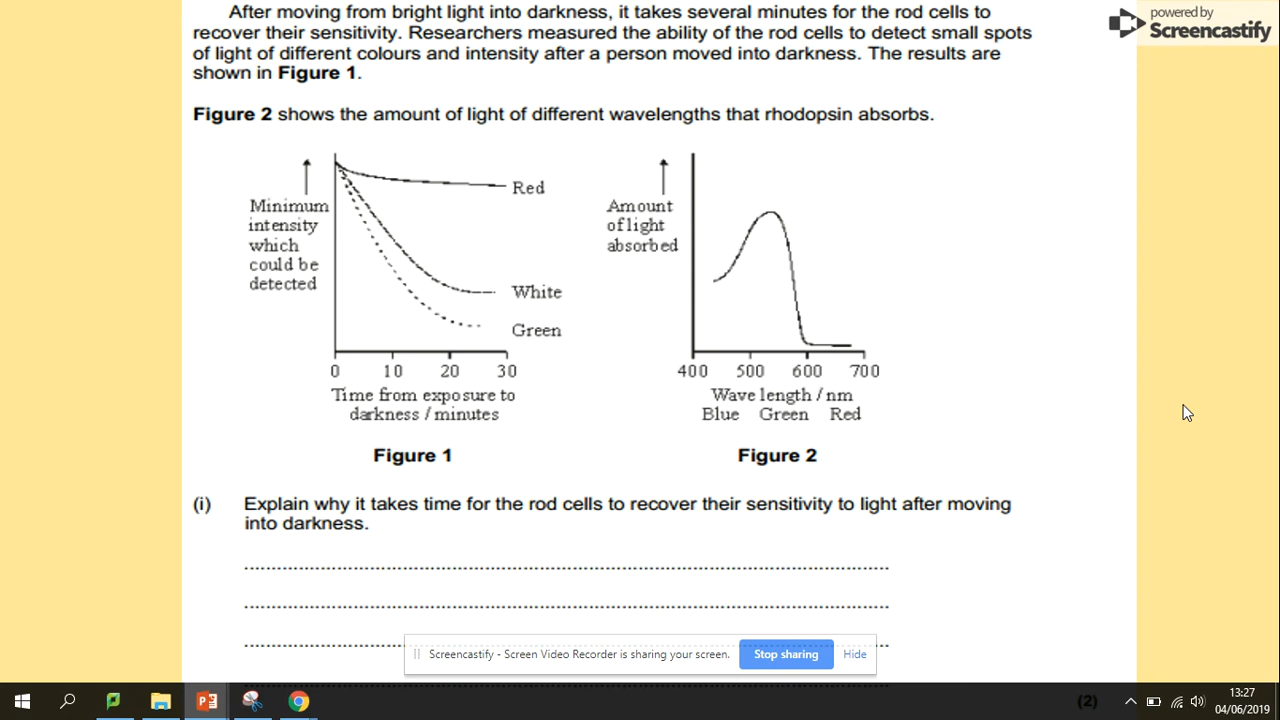 After moving from bright light into darkness, it takes several minutes for the rod cells to
recover their sensitivity. Researchers measured the ability of the rod cells to detect small spots
of light of different colours and intensity after a person moved into darkness. The results are
shown in Figure 1.
powered by
Screencastify
Figure 2 shows the amount of light of different wavelengths that rhodopsin absorbs.
Minimum
intensity
which
could be
detected
Red
White
Green
0 10 20 30
Time from exposure to
darkness / minutes
Figure 1
Amount
of light
absorbed
400 500 600 700
Wave length / nm
Blue Green Red
Figure 2
(i) Explain why it takes time for the rod cells to recover their sensitivity to light after moving
into darkness.
Screencastify - Screen Video Recorder is sharing your screen.
Stop sharing
Hide
(2)
13:27
04/06/2019